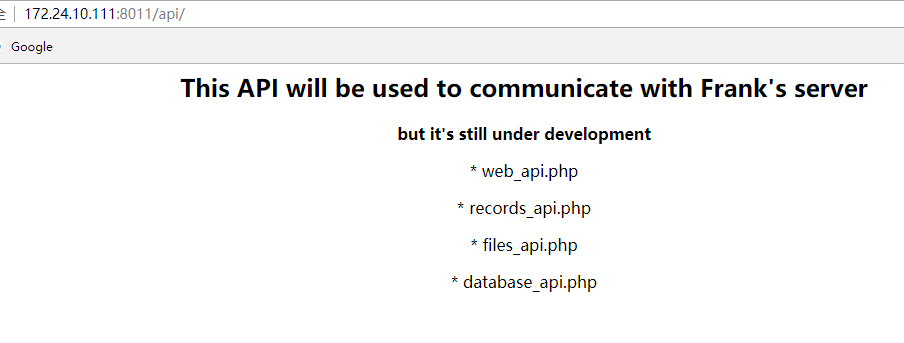 全 172.24.10.111:8011/api/
Google
This API will be used to communicate with Frank's server
but it's still under development
* web_api.php
* records_api.php
* files_api.php
* database_api.php